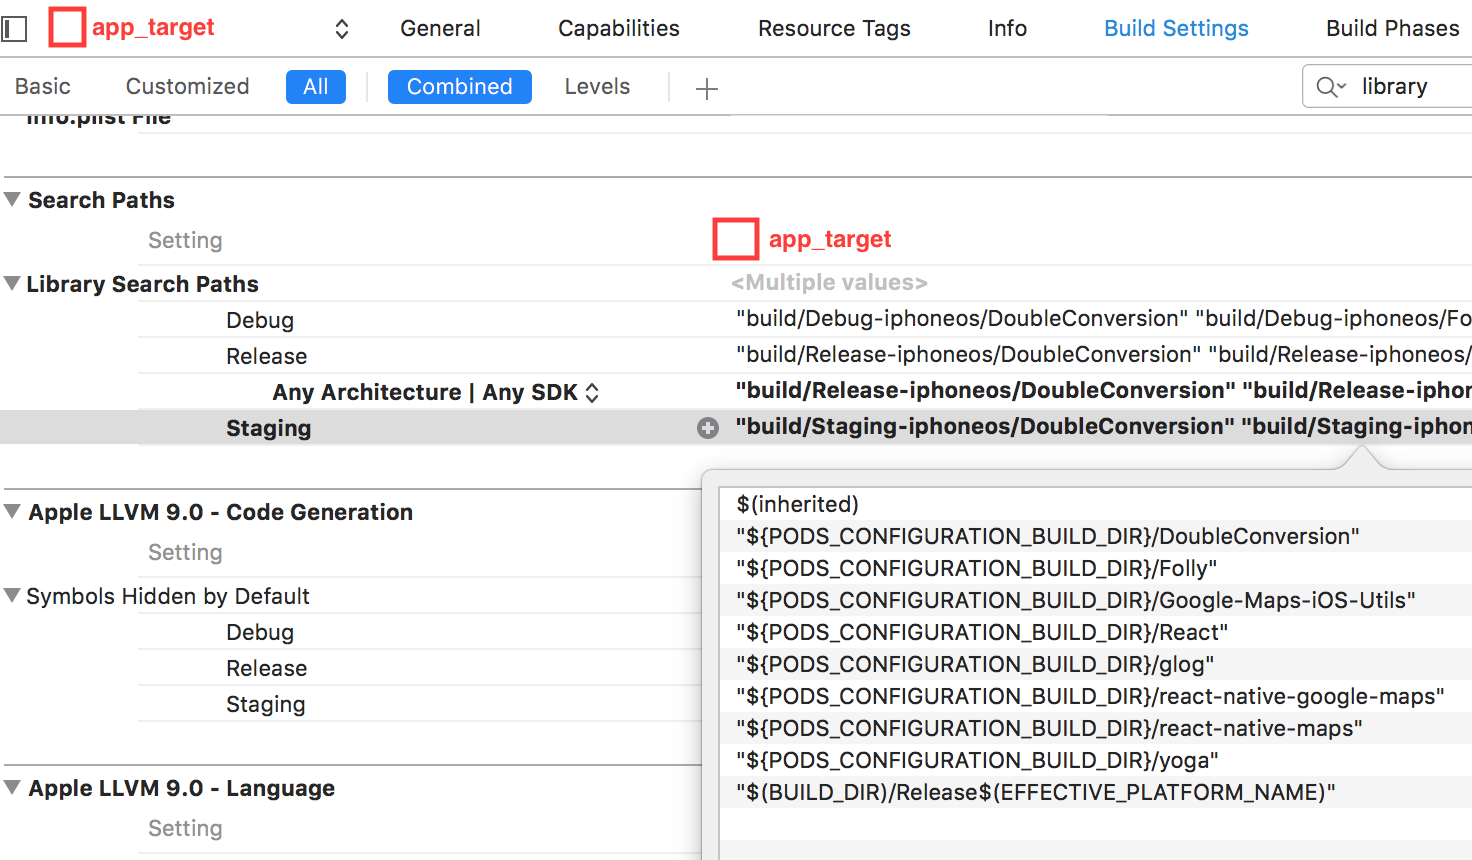 app_target General Capabilities Resource Tags Info Build Settings Build Phases
Basic Customized All Combined Levels + library
Info.plist File
Search Paths
Setting app_target
Library Search Paths <Multiple values>
Debug "build/Debug-iphoneos/DoubleConversion" "build/Debug-iphoneos/Fo
Release "build/Release-iphoneos/DoubleConversion" "build/Release-iphoneos/
Any Architecture | Any SDK "build/Release-iphoneos/DoubleConversion" "build/Release-iphon
Staging "build/Staging-iphoneos/DoubleConversion" "build/Staging-iphon
$(inherited)
"${PODS_CONFIGURATION_BUILD_DIR}/DoubleConversion"
"${PODS_CONFIGURATION_BUILD_DIR}/Folly"
"${PODS_CONFIGURATION_BUILD_DIR}/Google-Maps-iOS-Utils"
"${PODS_CONFIGURATION_BUILD_DIR}/React"
"${PODS_CONFIGURATION_BUILD_DIR}/glog"
"${PODS_CONFIGURATION_BUILD_DIR}/react-native-google-maps"
"${PODS_CONFIGURATION_BUILD_DIR}/react-native-maps"
"${PODS_CONFIGURATION_BUILD_DIR}/yoga"
"$(BUILD_DIR)/Release$(EFFECTIVE_PLATFORM_NAME)"
Apple LLVM 9.0 - Code Generation
Setting
Symbols Hidden by Default
Debug
Release
Staging
Apple LLVM 9.0 - Language
Setting